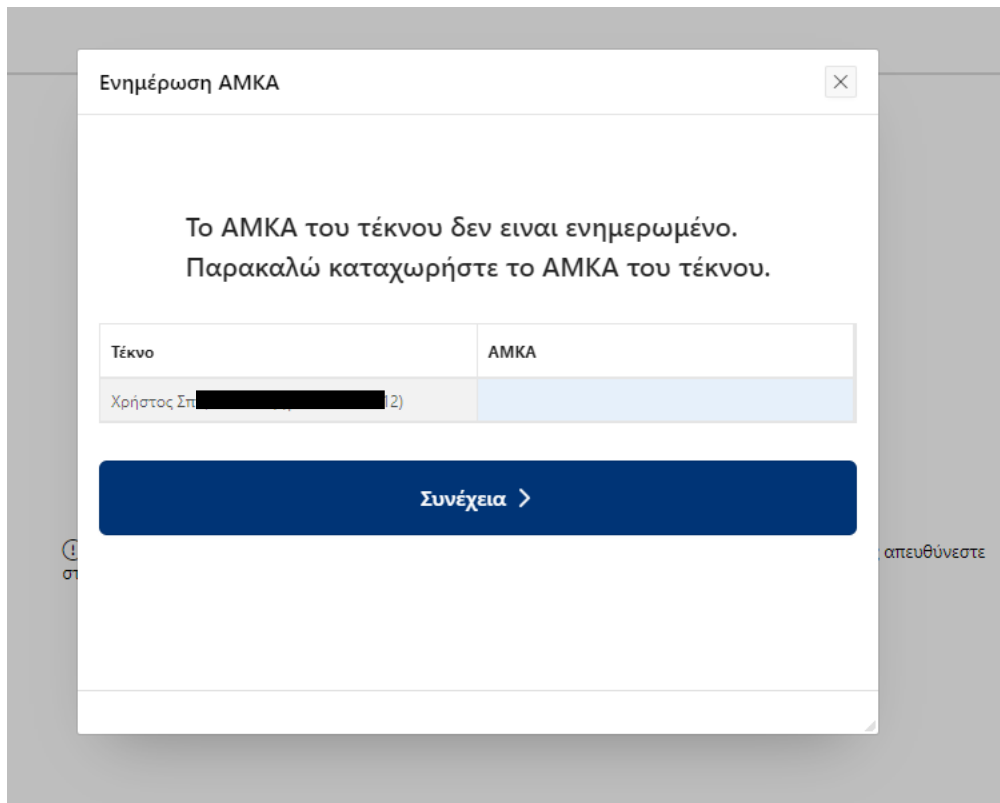 Ενημέρωση ΑΜΚΑ
Το ΑΜΚΑ του τέκνου δεν ειναι ενημερωμένο.
Παρακαλώ καταχωρήστε το ΑΜΚΑ του τέκνου.
Τέκνο ΑΜΚΑ
Χρήστος Σπ 12)
Συνέχεια
απευθύνεστε
στ